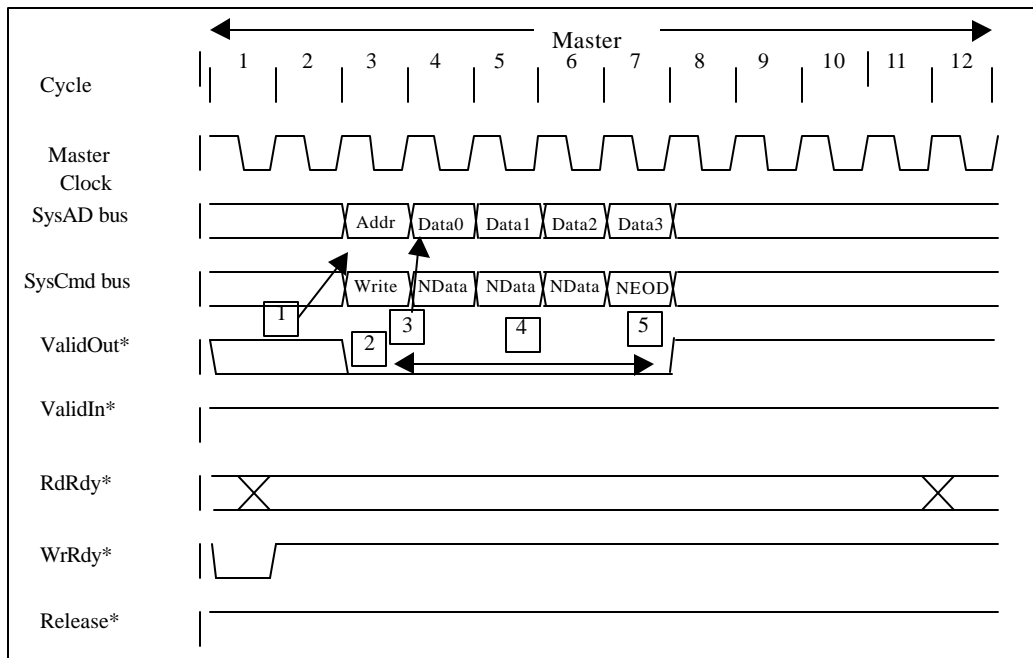 Master
Cycle
1 2 3 4 5 6 7 8 9 10 11 12
Master
Clock
SysAD bus
Addr Data0 Data1 Data2 Data3
SysCmd bus
Write NData NData NData NEOD
1
2
3
4
5
ValidOut*
ValidIn*
RdRdy*
WrRdy*
Release*